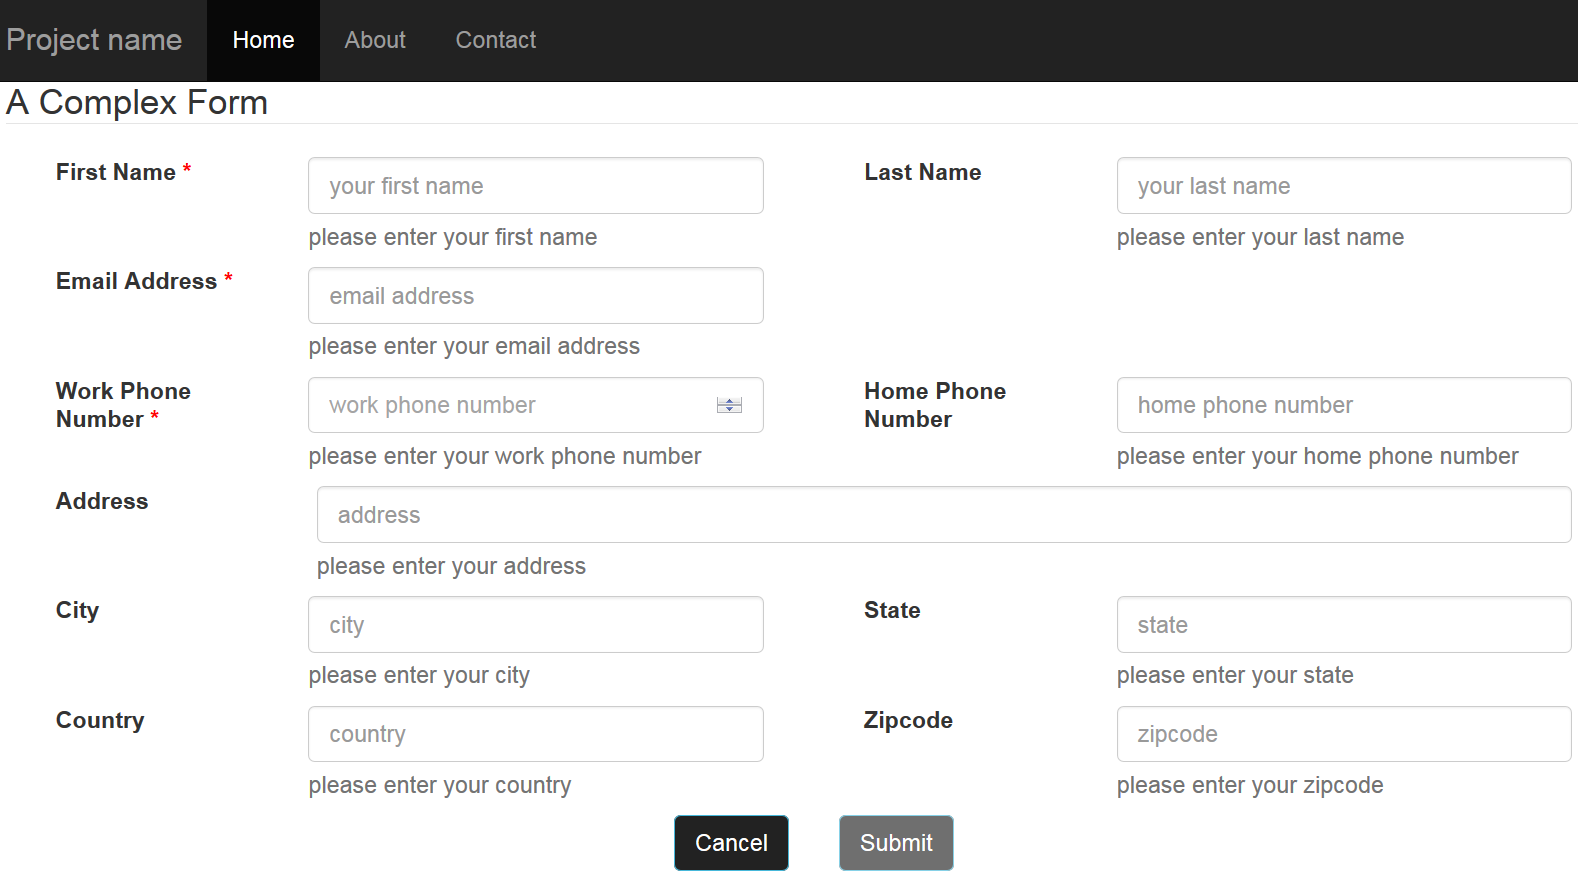 Project name Home About Contact
A Complex Form
First Name * your first name Last Name your last name
please enter your first name please enter your last name
Email Address * email address
please enter your email address
Work Phone Number * work phone number Home Phone Number home phone number
please enter your work phone number please enter your home phone number
Address address
please enter your address
City city State state
please enter your city please enter your state
Country country Zipcode zipcode
please enter your country please enter your zipcode
Cancel Submit